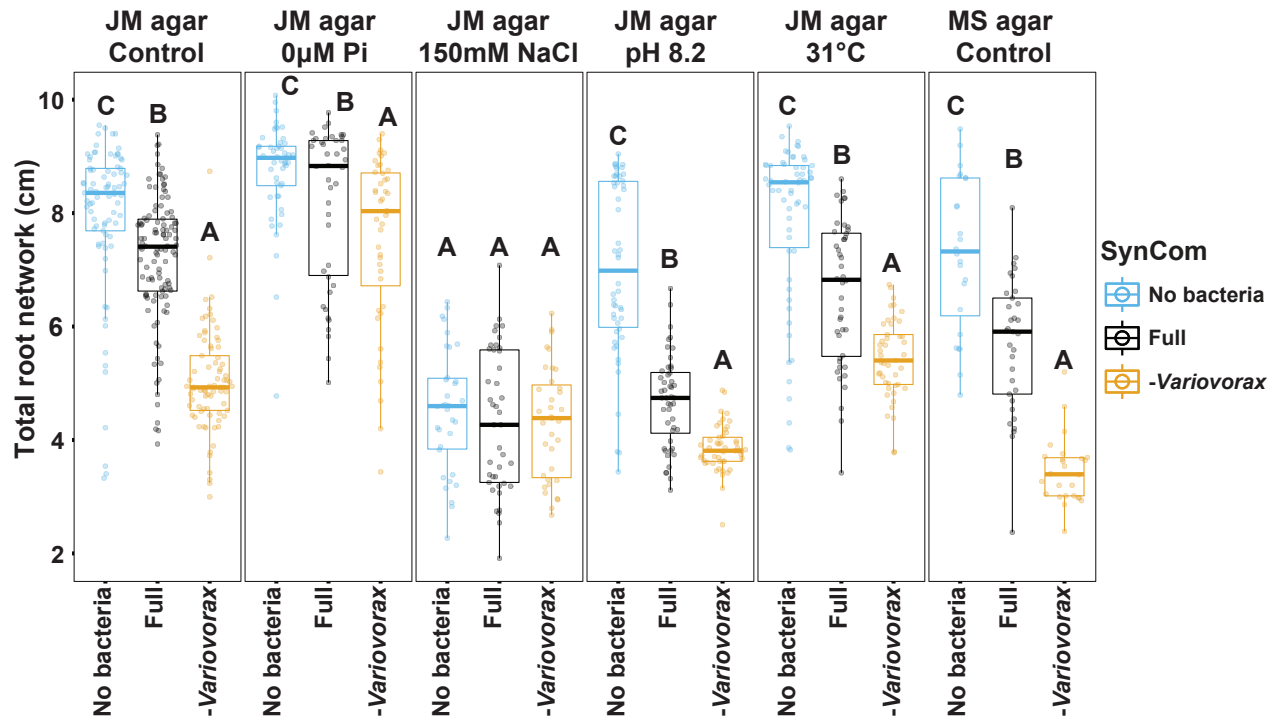 JM agar
Control
JM agar
0µM Pi
JM agar
150mM NaCl
JM agar
pH 8.2
JM agar
31°C
MS agar
Control
Total root network (cm)
10
8
6
4
2
C
B
A
C
B
A
A
A
A
C
B
A
C
B
A
C
B
A
No bacteria
Full
-Variovorax
No bacteria
Full
-Variovorax
No bacteria
Full
-Variovorax
No bacteria
Full
-Variovorax
No bacteria
Full
-Variovorax
No bacteria
Full
-Variovorax
SynCom
No bacteria
Full
-Variovorax